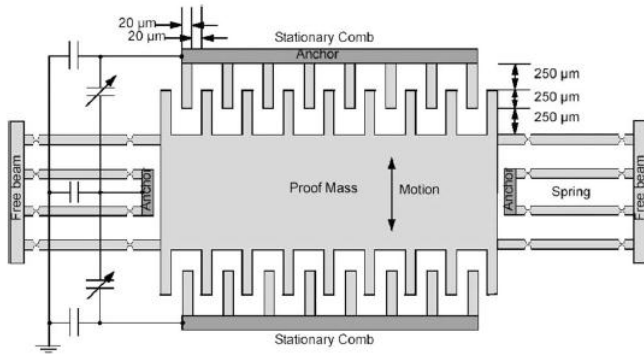 20 μm
20 μm
Stationary Comb
Anchor
250 μm
250 μm
250 μm
Free beam
Anchor
Proof Mass
Motion
Anchor
Spring
Free beam
Stationary Comb